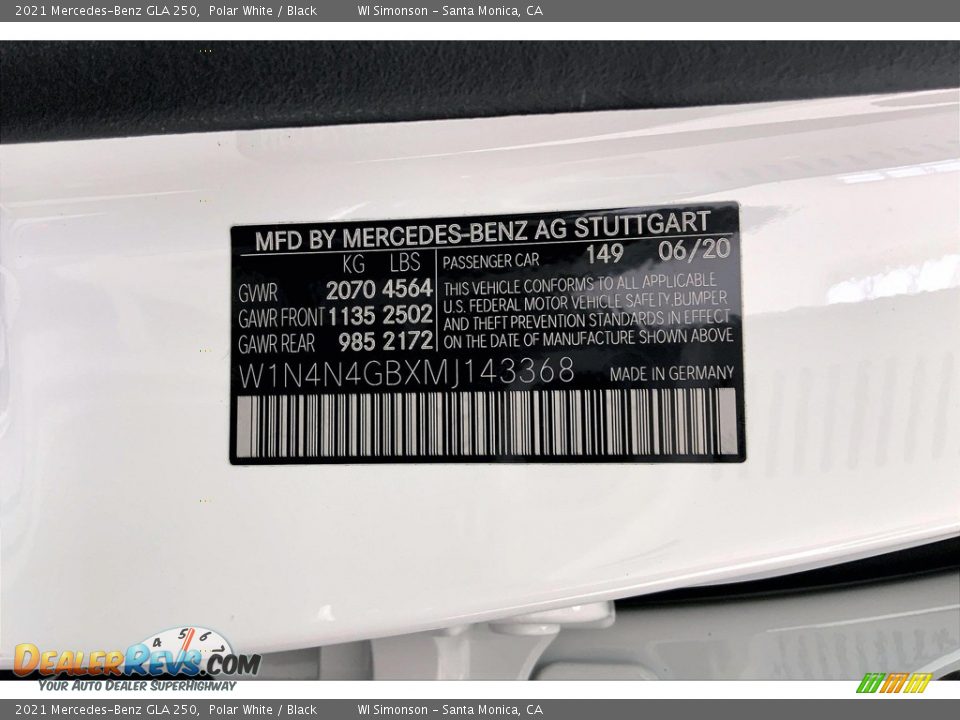 2021 Mercedes-Benz GLA 250, Polar White / Black WI Simonson - Santa Monica, CA
MFD BY MERCEDES-BENZ AG STUTTGART
KG LBS PASSENGER CAR 149 06/20
GVWR 2070 4564
GAWR FRONT 1135 2502
GAWR REAR 985 2172
THIS VEHICLE CONFORMS TO ALL APPLICABLE
U.S. FEDERAL MOTOR VEHICLE SAFETY, BUMPER
AND THEFT PREVENTION STANDARDS IN EFFECT
ON THE DATE OF MANUFACTURE SHOWN ABOVE
W1N4N4GBXMJ143368 MADE IN GERMANY
4 5 6 7
DEALERREVS.COM
YOUR AUTO DEALER SUPERHIGHWAY
2021 Mercedes-Benz GLA 250, Polar White / Black WI Simonson - Santa Monica, CA